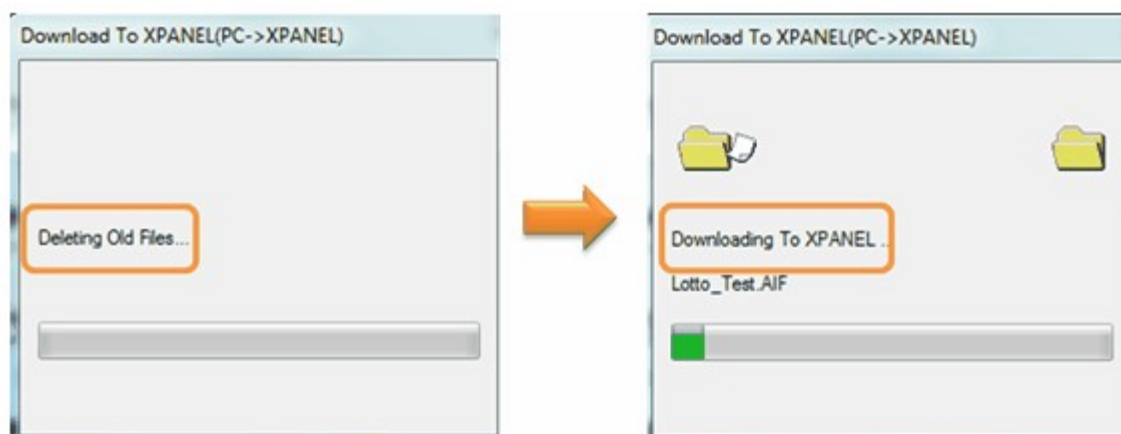 Download To XPANEL(PC->XPANEL)
Deleting Old Files...
Download To XPANEL(PC->XPANEL)
Downloading To XPANEL ..
Lotto_Test.AIF